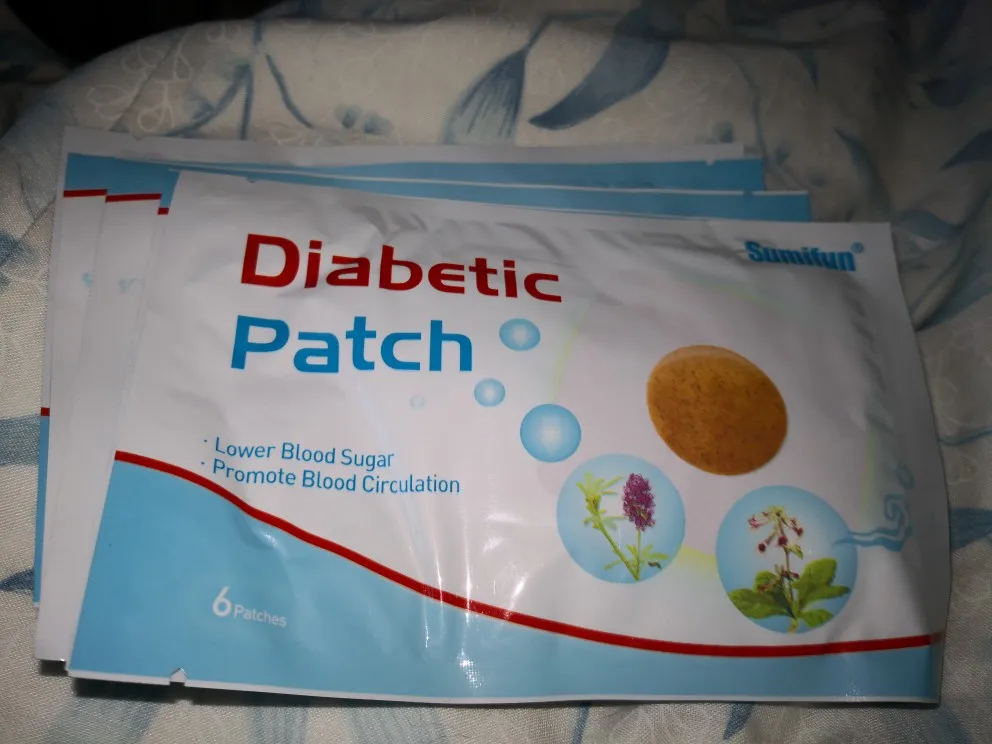 Sumifun®
Diabetic
Patch
· Lower Blood Sugar
· Promote Blood Circulation
6 Patches